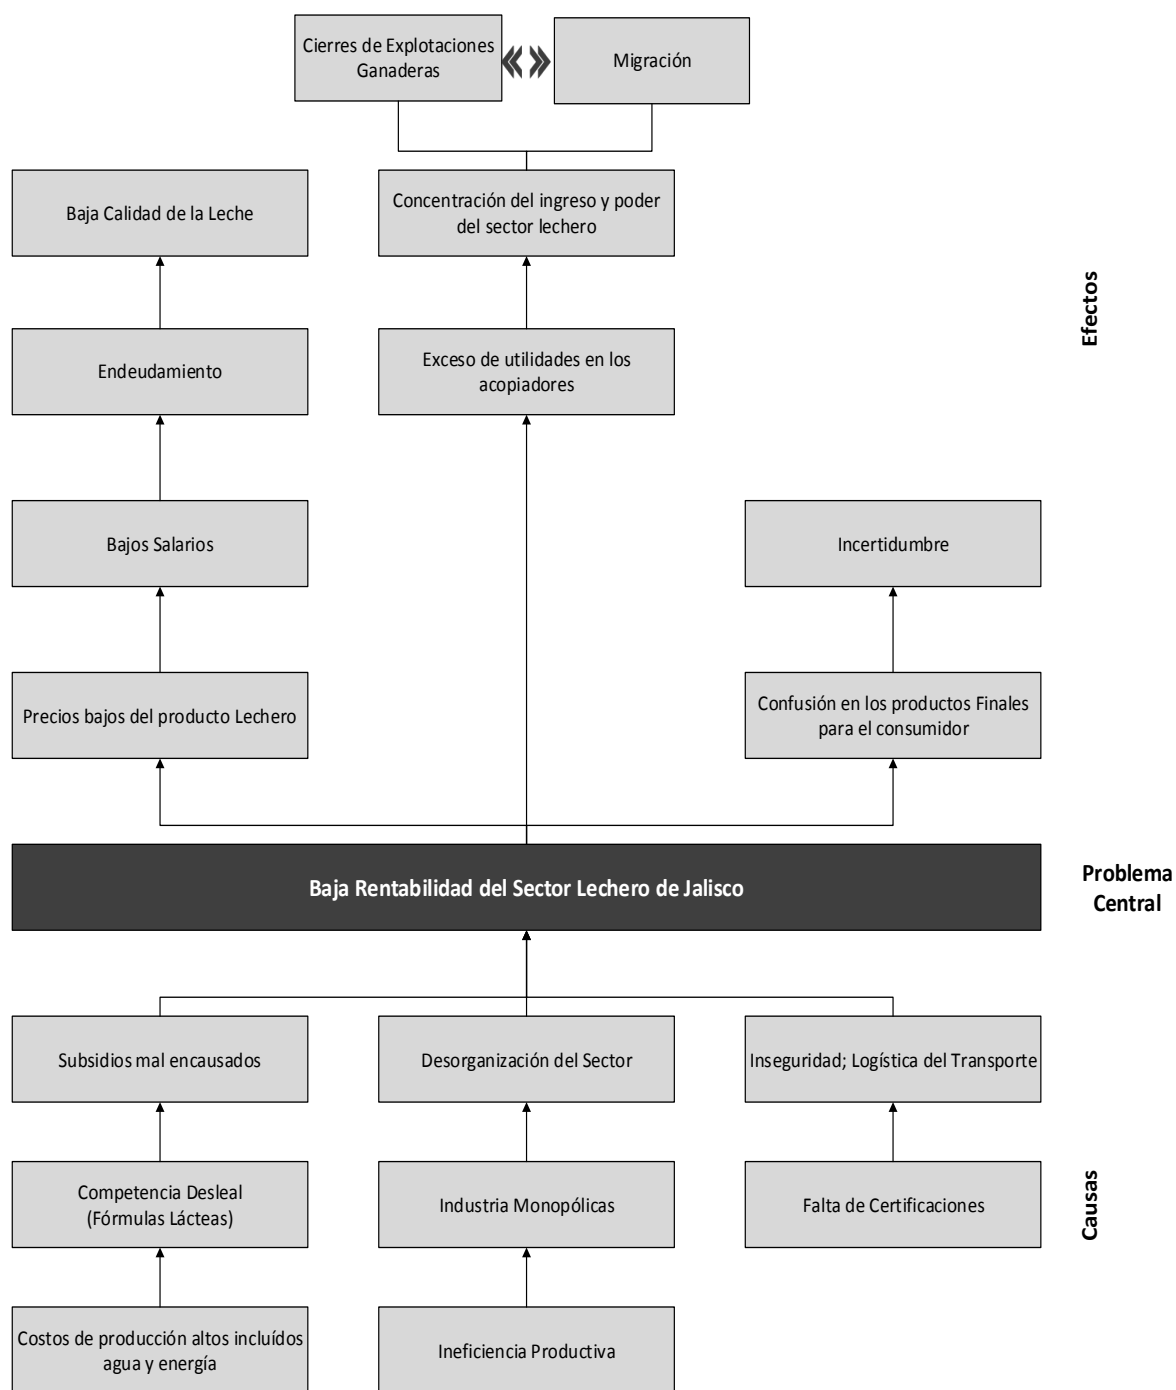 Cierres de Explotaciones
Ganaderas
Migración
Baja Calidad de la Leche
Concentración del ingreso y poder
del sector lechero
Efectos
Endeudamiento
Exceso de utilidades en los
acopiadores
Bajos Salarios
Incertidumbre
Precios bajos del producto Lechero
Confusión en los productos Finales
para el consumidor
Baja Rentabilidad del Sector Lechero de Jalisco
Problema
Central
Subsidios mal encausados
Desorganización del Sector
Inseguridad; Logística del Transporte
Competencia Desleal
(Fórmulas Lácteas)
Industria Monopólicas
Falta de Certificaciones
Causas
Costos de producción altos incluídos
agua y energía
Ineficiencia Productiva